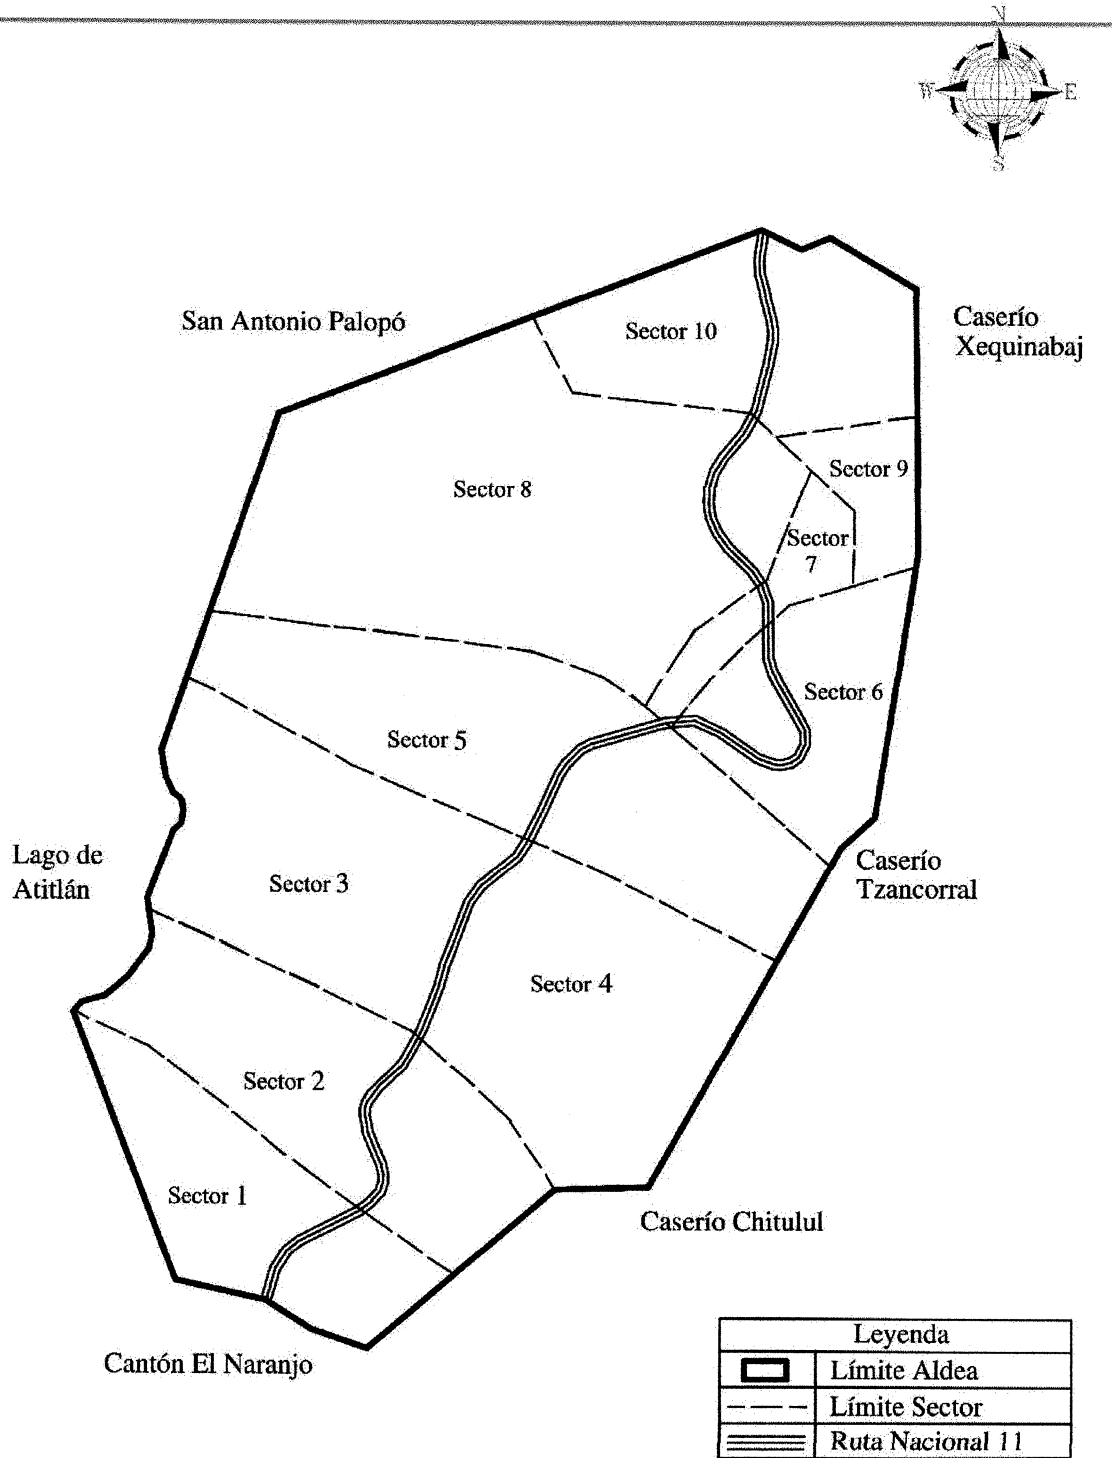 N
W
E
S
San Antonio Palopó
Sector 10
Caserío
Xequinabaj
Sector 9
Sector 8
Sector
7
Sector 6
Sector 5
Lago de
Atitlán
Sector 3
Caserío
Tzancorral
Sector 4
Sector 2
Sector 1
Caserío Chitulul
Cantón El Naranjo
Leyenda
Límite Aldea
Límite Sector
Ruta Nacional 11